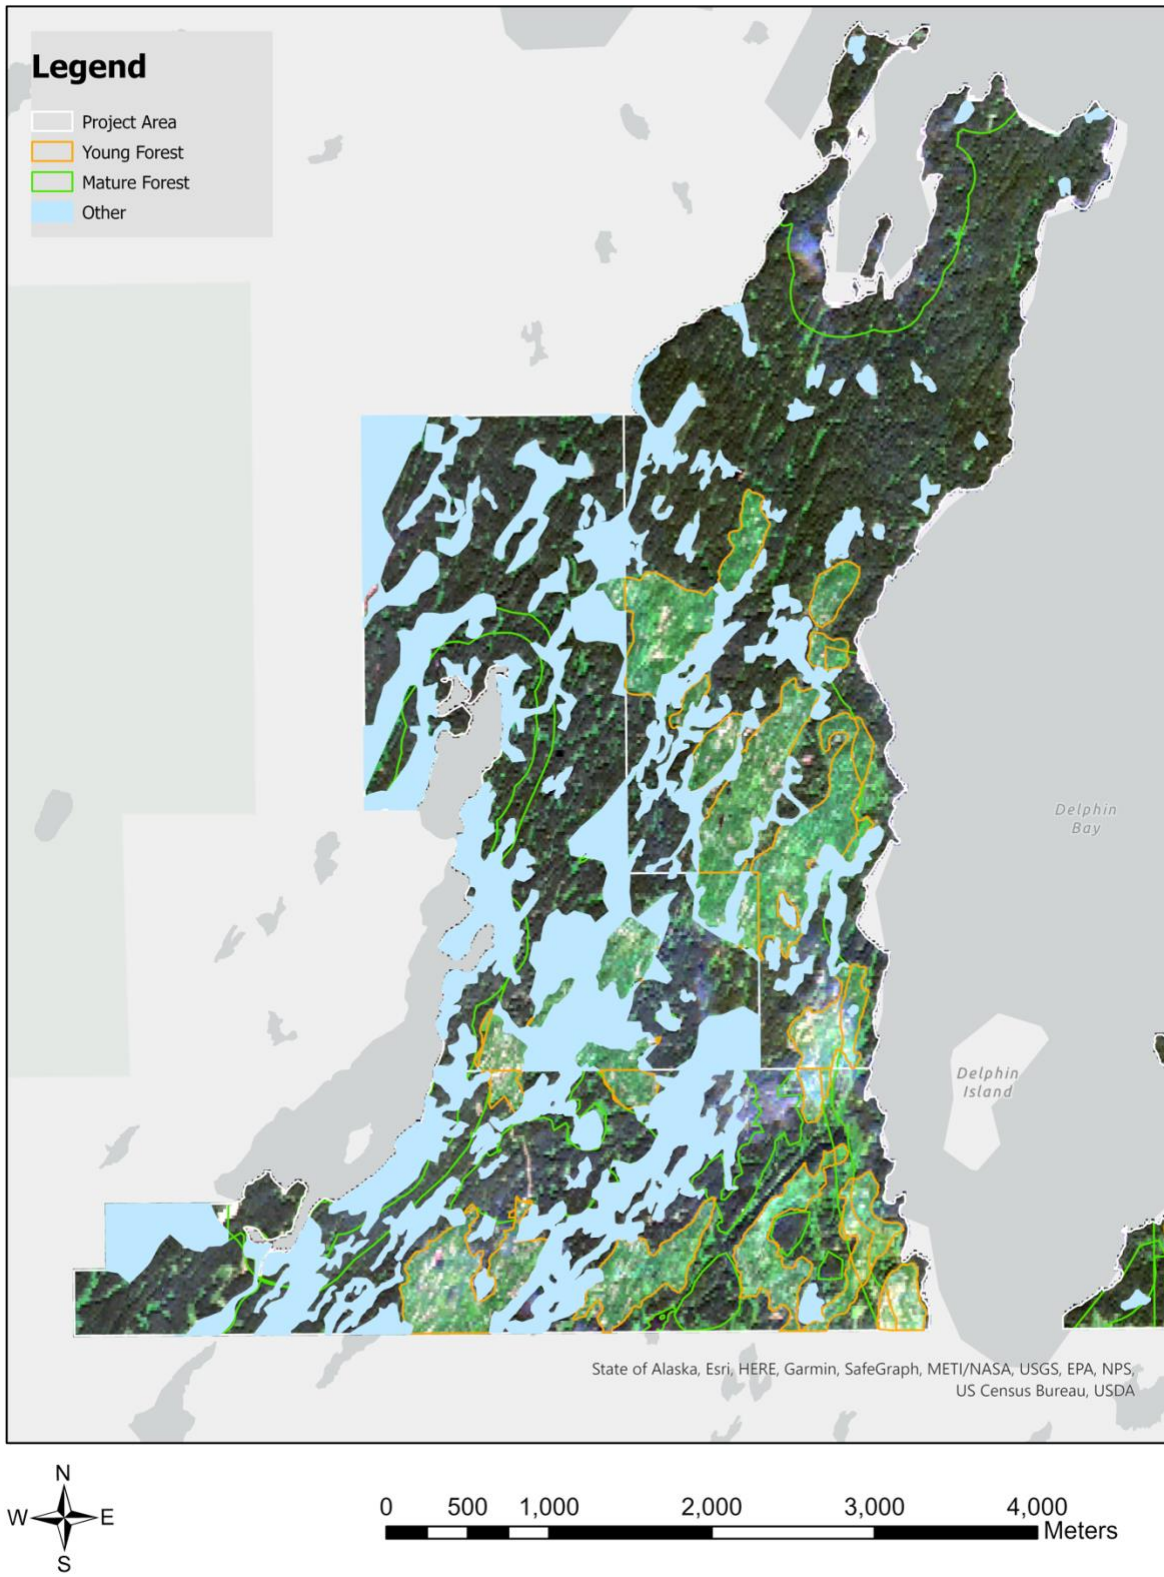 Legend
Project Area
Young Forest
Mature Forest
Other
Delphin
Bay
Delphin
Island
State of Alaska, Esri, HERE, Garmin, SafeGraph, METI/NASA, USGS, EPA, NPS,
US Census Bureau, USDA
N
W E
S
0 500 1,000 2,000 3,000 4,000
Meters